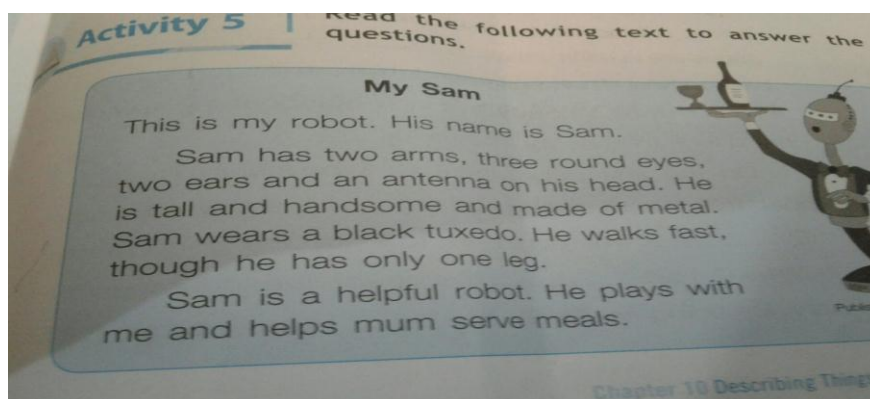 Activity 5
Read the following text to answer the
questions.
My Sam
This is my robot. His name is Sam.
Sam has two arms, three round eyes,
two ears and an antenna on his head. He
is tall and handsome and made of metal.
Sam wears a black tuxedo. He walks fast,
though he has only one leg.
Sam is a helpful robot. He plays with
me and helps mum serve meals.
Chapter 10 Describing Things